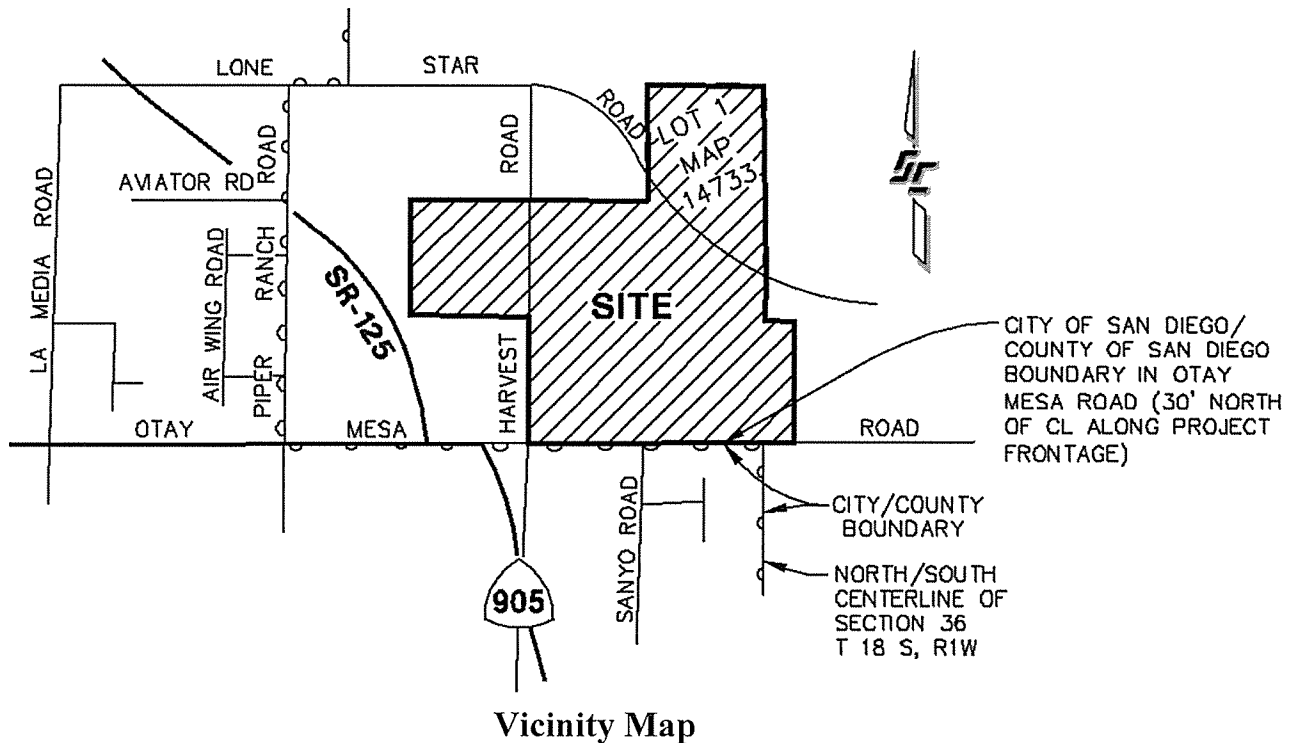 LONE STAR
ROAD
LOT 1
MAP
14733
ROAD
ROAD
AVIATOR RD
LA MEDIA ROAD
AIR WING ROAD
PIPER RANCH
SR-125
SITE
HARVEST
CITY OF SAN DIEGO/
COUNTY OF SAN DIEGO
BOUNDARY IN OTAY
MESA ROAD (30' NORTH
OF CL ALONG PROJECT
FRONTAGE)
OTAY MESA ROAD
SANYO ROAD
CITY/COUNTY
BOUNDARY
905
NORTH/SOUTH
CENTERLINE OF
SECTION 36
T 18 S, R1W
Vicinity Map